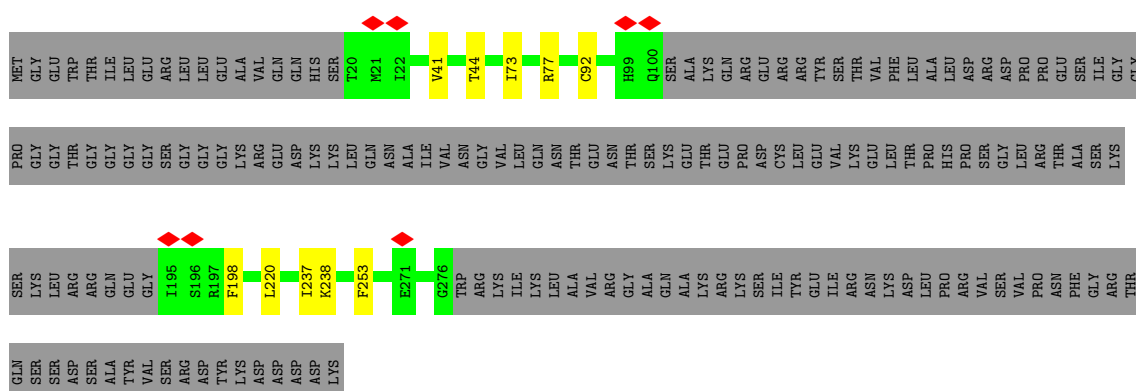 MET GLY GLU TRP THR ILE LEU GLU ARG LEU LEU GLU ALA VAL GLN GLN HIS SER T20 M21 I22 V41 T44 I73 R77 C92 H99 Q100 SER ALA LYS GLN ARG GLU ARG ARG TYR SER THR VAL PHE LEU ALA LEU ASP ARG ASP PRO PRO GLU SER ILE GLY GLY
PRO GLY GLY THR GLY GLY GLY GLY SER GLY GLY GLY LYS ARG GLU ASP LYS LYS LEU GLN ASN ALA ILE VAL ASN GLY VAL LEU GLN ASN THR GLU ASN THR SER LYS GLU THR GLU PRO ASP CYS LEU GLU VAL LYS GLU LEU THR PRO HIS PRO SER GLY LEU ARG THR ALA SER LYS
SER LYS LEU ARG ARG GLN GLU GLY I195 S196 R197 F198 L220 I237 K238 F253 E271 G276 TRP ARG LYS ILE LYS LEU ALA VAL ARG GLY ALA GLN ALA LYS ARG LYS SER ILE TYR GLU ILE ARG ASN LYS ASP LEU PRO ARG VAL SER VAL PRO ASN PHE GLY ARG THR
GLN SER SER ASP SER ALA TYR VAL SER ARG ASP TYR LYS ASP ASP ASP ASP LYS